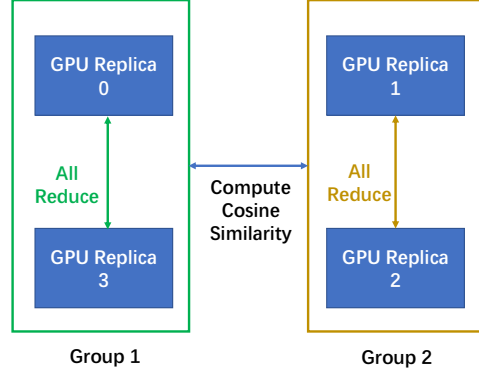 GPU Replica
0
All
Reduce
GPU Replica
3
Group 1
Compute
Cosine
Similarity
GPU Replica
1
All
Reduce
GPU Replica
2
Group 2